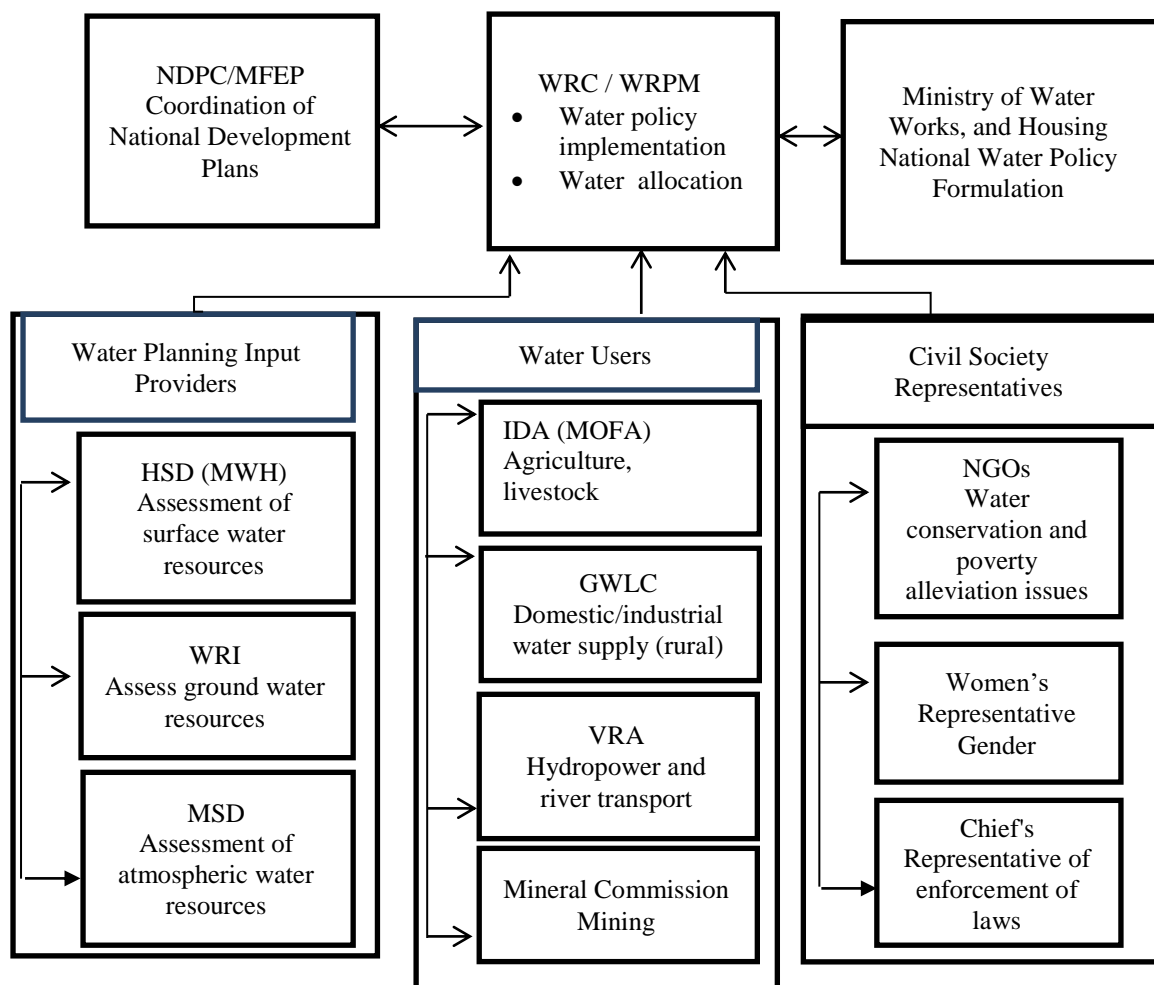 NDPC/MFEP
Coordination of
National Development
Plans
WRC / WRPM
• Water policy
implementation
• Water allocation
Ministry of Water
Works, and Housing
National Water Policy
Formulation
Water Planning Input
Providers
HSD (MWH)
Assessment of
surface water
resources
WRI
Assess ground water
resources
MSD
Assessment of
atmospheric water
resources
Water Users
IDA (MOFA)
Agriculture,
livestock
GWLC
Domestic/industrial
water supply (rural)
VRA
Hydropower and
river transport
Mineral Commission
Mining
Civil Society
Representatives
NGOs
Water
conservation and
poverty
alleviation issues
Women’s
Representative
Gender
Chief's
Representative of
enforcement of
laws